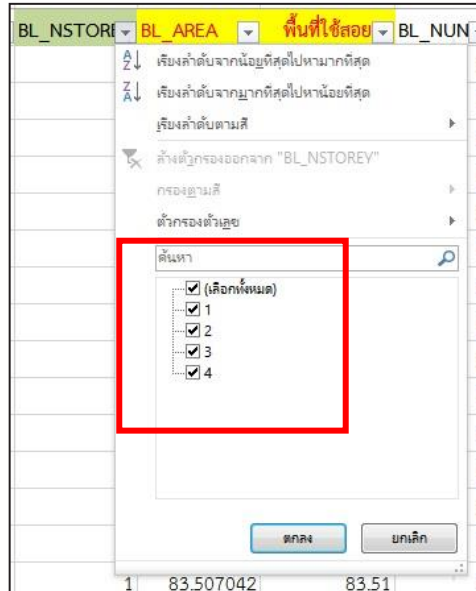 BL_NSTORE BL_AREA พื้นที่ใช้สอย BL_NUN
เรียงลำดับจากน้อยที่สุดไปหามากที่สุด
เรียงลำดับจากมากที่สุดไปหาน้อยที่สุด
เรียงลำดับตามสี
ล้างตัวกรองออกจาก "BL_NSTOREY"
กรองตามสี
ตัวกรองตัวเลข
ค้นหา
(เลือกทั้งหมด)
1
2
3
4
ตกลง ยกเลิก
1 83.507042 83.51